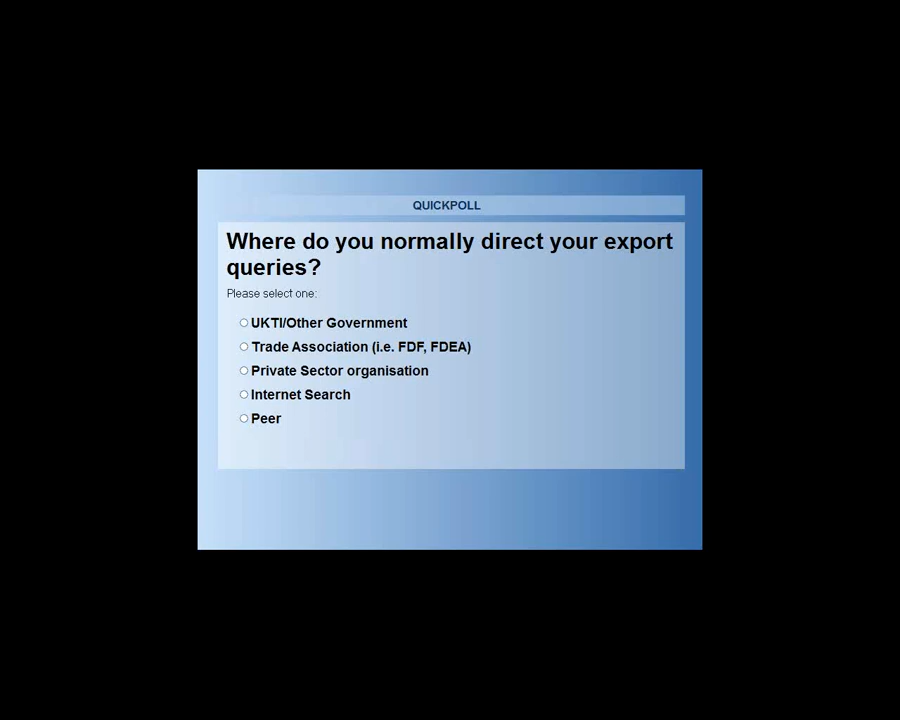 QUICKPOLL
Where do you normally direct your export
queries?
Please select one:
UKTI/Other Government
Trade Association (i.e. FDF, FDEA)
Private Sector organisation
Internet Search
Peer